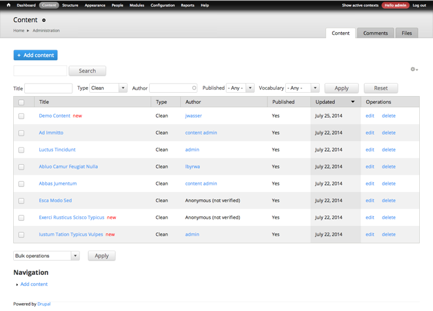 Dashboard Content Structure Appearance People Modules Configuration Reports Help Show active contexts Hello admin Log out
Content
Home ▸ Administration
Content Comments Files
+ Add content
Search
Title Type Clean Author Published - Any - Vocabulary - Any - Apply Reset
Title Type Author Published Updated Operations
Demo Content new Clean jwasser Yes July 25, 2014 edit delete
Ad Immitto Clean content admin Yes July 22, 2014 edit delete
Luctus Tincidunt Clean admin Yes July 22, 2014 edit delete
Abluo Camur Feugiat Nulla Clean Yes July 22, 2014 edit delete
Abbas Jumentum Clean content admin Yes July 22, 2014 edit delete
Esca Modo Sed Clean Anonymous (not verified) Yes July 22, 2014 edit delete
Exerci Rusticus Scisco Typicus new Clean Anonymous (not verified) Yes July 22, 2014 edit delete
Iustum Tation Typicus Vulpes new Clean admin Yes July 22, 2014 edit delete
Bulk operations Apply
Navigation
Add content
Powered by Drupal